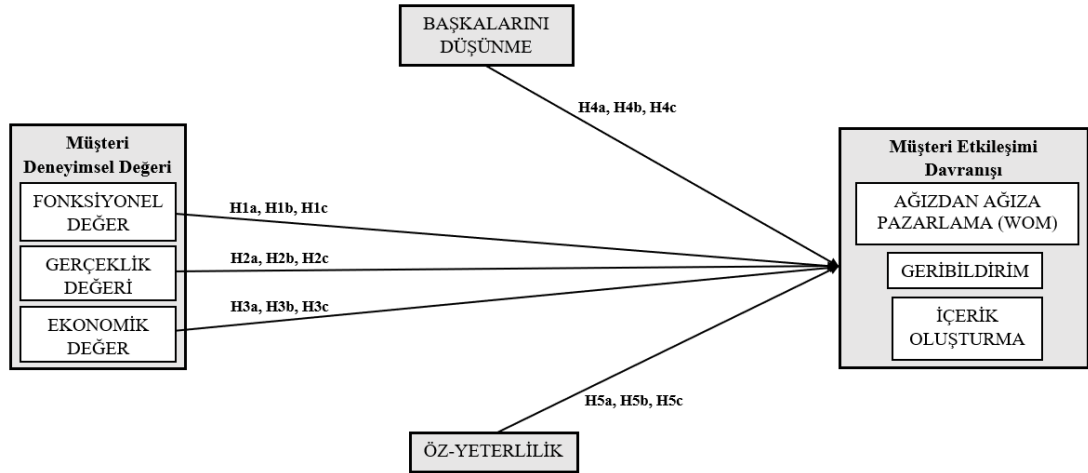 BAŞKALARINI
DÜŞÜNME
H4a, H4b, H4c
Müşteri
Deneyimsel Değeri
FONKSİYONEL
DEĞER
GERÇEKLİK
DEĞERİ
EKONOMİK
DEĞER
H1a, H1b, H1c
H2a, H2b, H2c
H3a, H3b, H3c
Müşteri Etkileşimi
Davranışı
AĞIZDAN AĞIZA
PAZARLAMA (WOM)
GERİBİLDİRİM
İÇERİK
OLUŞTURMA
H5a, H5b, H5c
ÖZ-YETERLİLİK